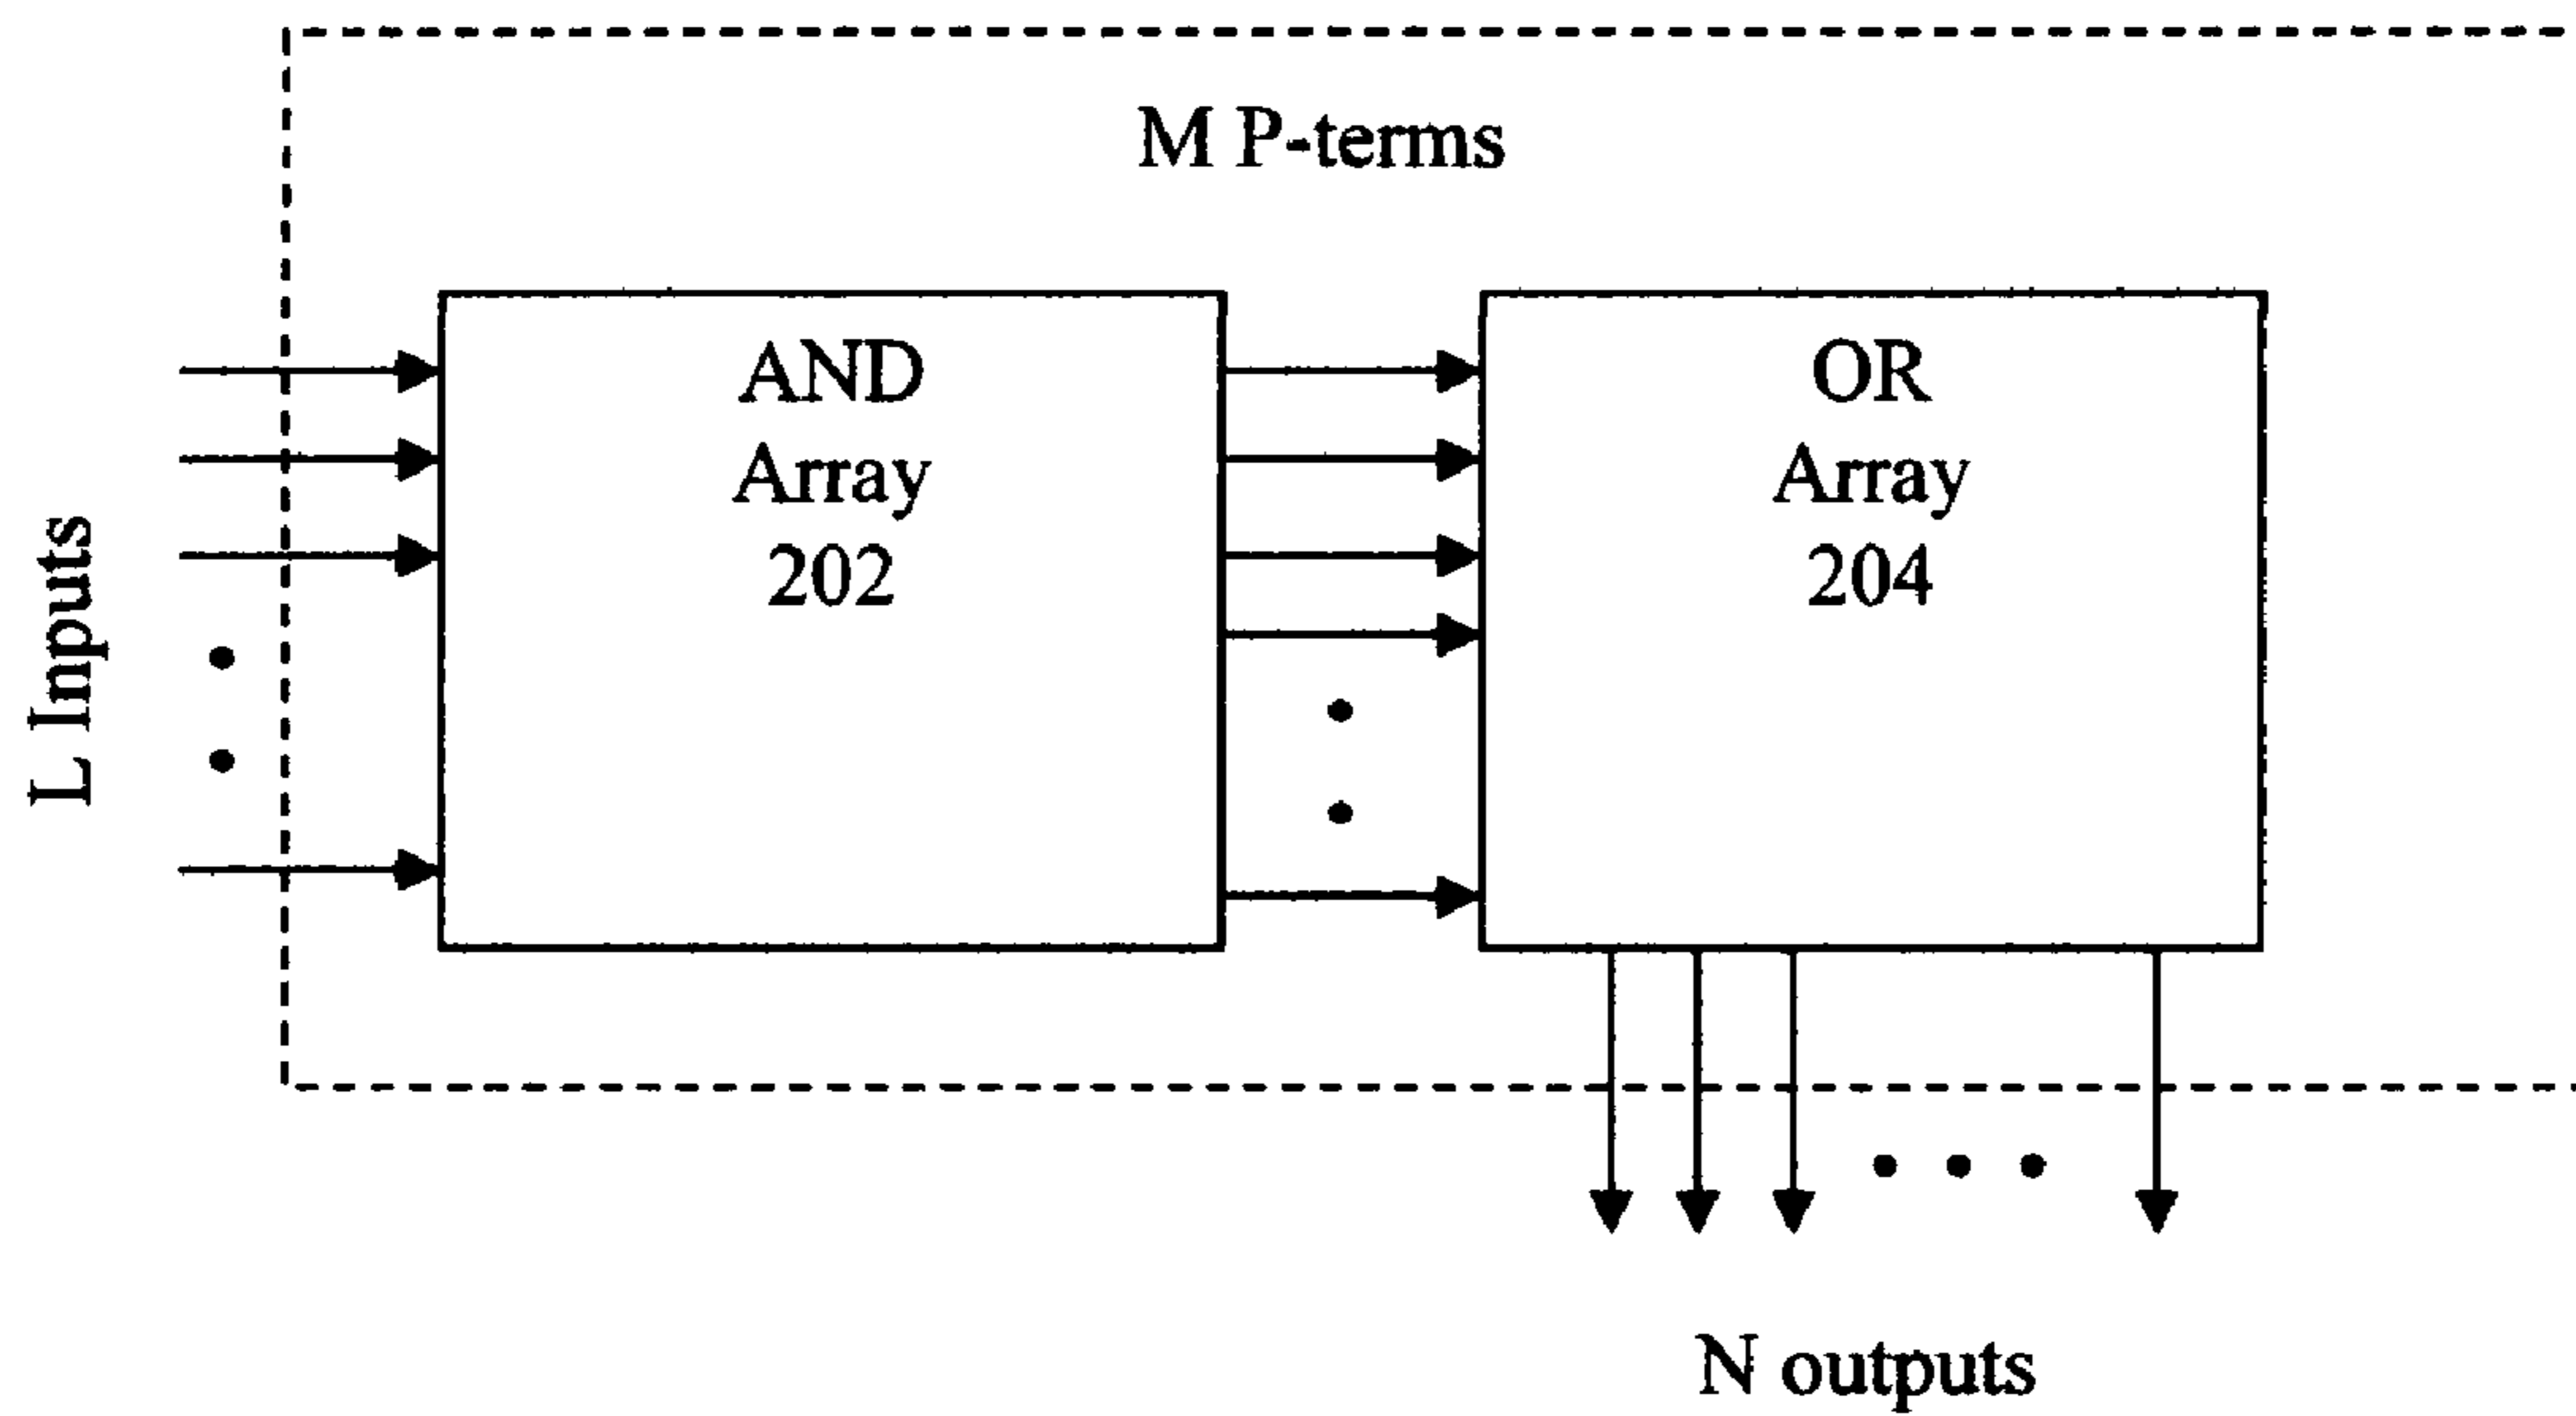 M P-terms
L Inputs
AND
Array
202
OR
Array
204
N outputs